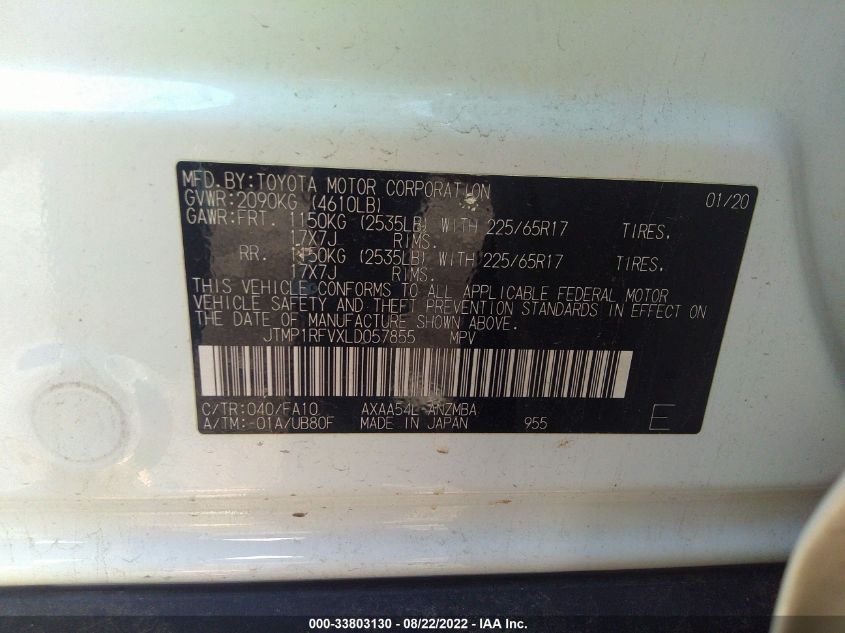 MFD. BY: TOYOTA MOTOR CORPORATION 01/20
GVWR: 2090KG (4610LB)
GAWR: FRT. 1150KG (2535LB) WITH 225/65R17 TIRES.
17X7J RIMS.
RR. 1150KG (2535LB) WITH 225/65R17 TIRES.
17X7J RIMS.
THIS VEHICLE CONFORMS TO ALL APPLICABLE FEDERAL MOTOR
VEHICLE SAFETY AND THEFT PREVENTION STANDARDS IN EFFECT ON
THE DATE OF MANUFACTURE SHOWN ABOVE.
JTMP1RFVXLD057855 MPV
C/TR: 040/FA10 AXAA54L-ANZMBA
A/TM: -01A/UB80F MADE IN JAPAN 955 E
000-33803130 - 08/22/2022 - IAA Inc.